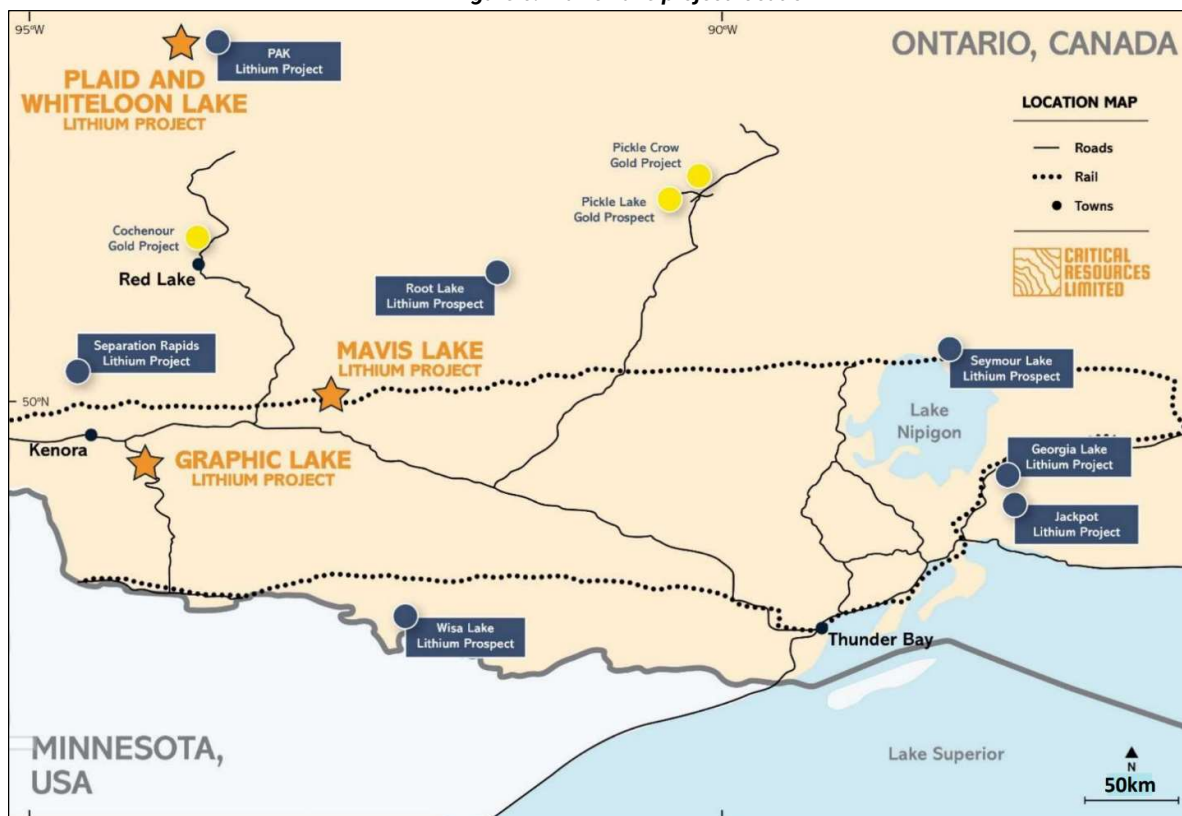 95°W
90°W
ONTARIO, CANADA
PAK
Lithium Project
PLAID AND
WHITELOON LAKE
LITHIUM PROJECT
LOCATION MAP
Roads
Rail
Towns
CRITICAL
RESOURCES
LIMITED
Pickle Crow
Gold Project
Pickle Lake
Gold Prospect
Cochenour
Gold Project
Red Lake
Root Lake
Lithium Prospect
Separation Rapids
Lithium Project
MAVIS LAKE
LITHIUM PROJECT
Seymour Lake
Lithium Prospect
50°N
Lake
Nipigon
Kenora
GRAPHIC LAKE
LITHIUM PROJECT
Georgia Lake
Lithium Project
Jackpot
Lithium Project
Wisa Lake
Lithium Prospect
Thunder Bay
MINNESOTA,
USA
Lake Superior
N
50km